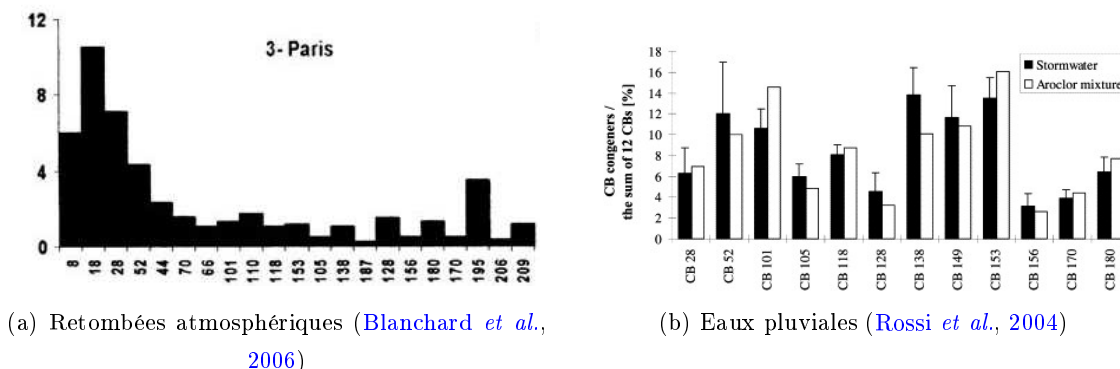 12
8
4
0
3- Paris
8 18 28 52 44 70 66 101 110 118 153 105 138 187 128 156 180 170 195 206 209
(a) Retombées atmosphériques (Blanchard et al.,
2006)
CB congeners /
the sum of 12 CBs [%]
18
16
14
12
10
8
6
4
2
0
Stormwater
Aroclor mixture
CB 28 CB 52 CB 101 CB 105 CB 118 CB 128 CB 138 CB 149 CB 153 CB 156 CB 170 CB 180
(b) Eaux pluviales (Rossi et al., 2004)